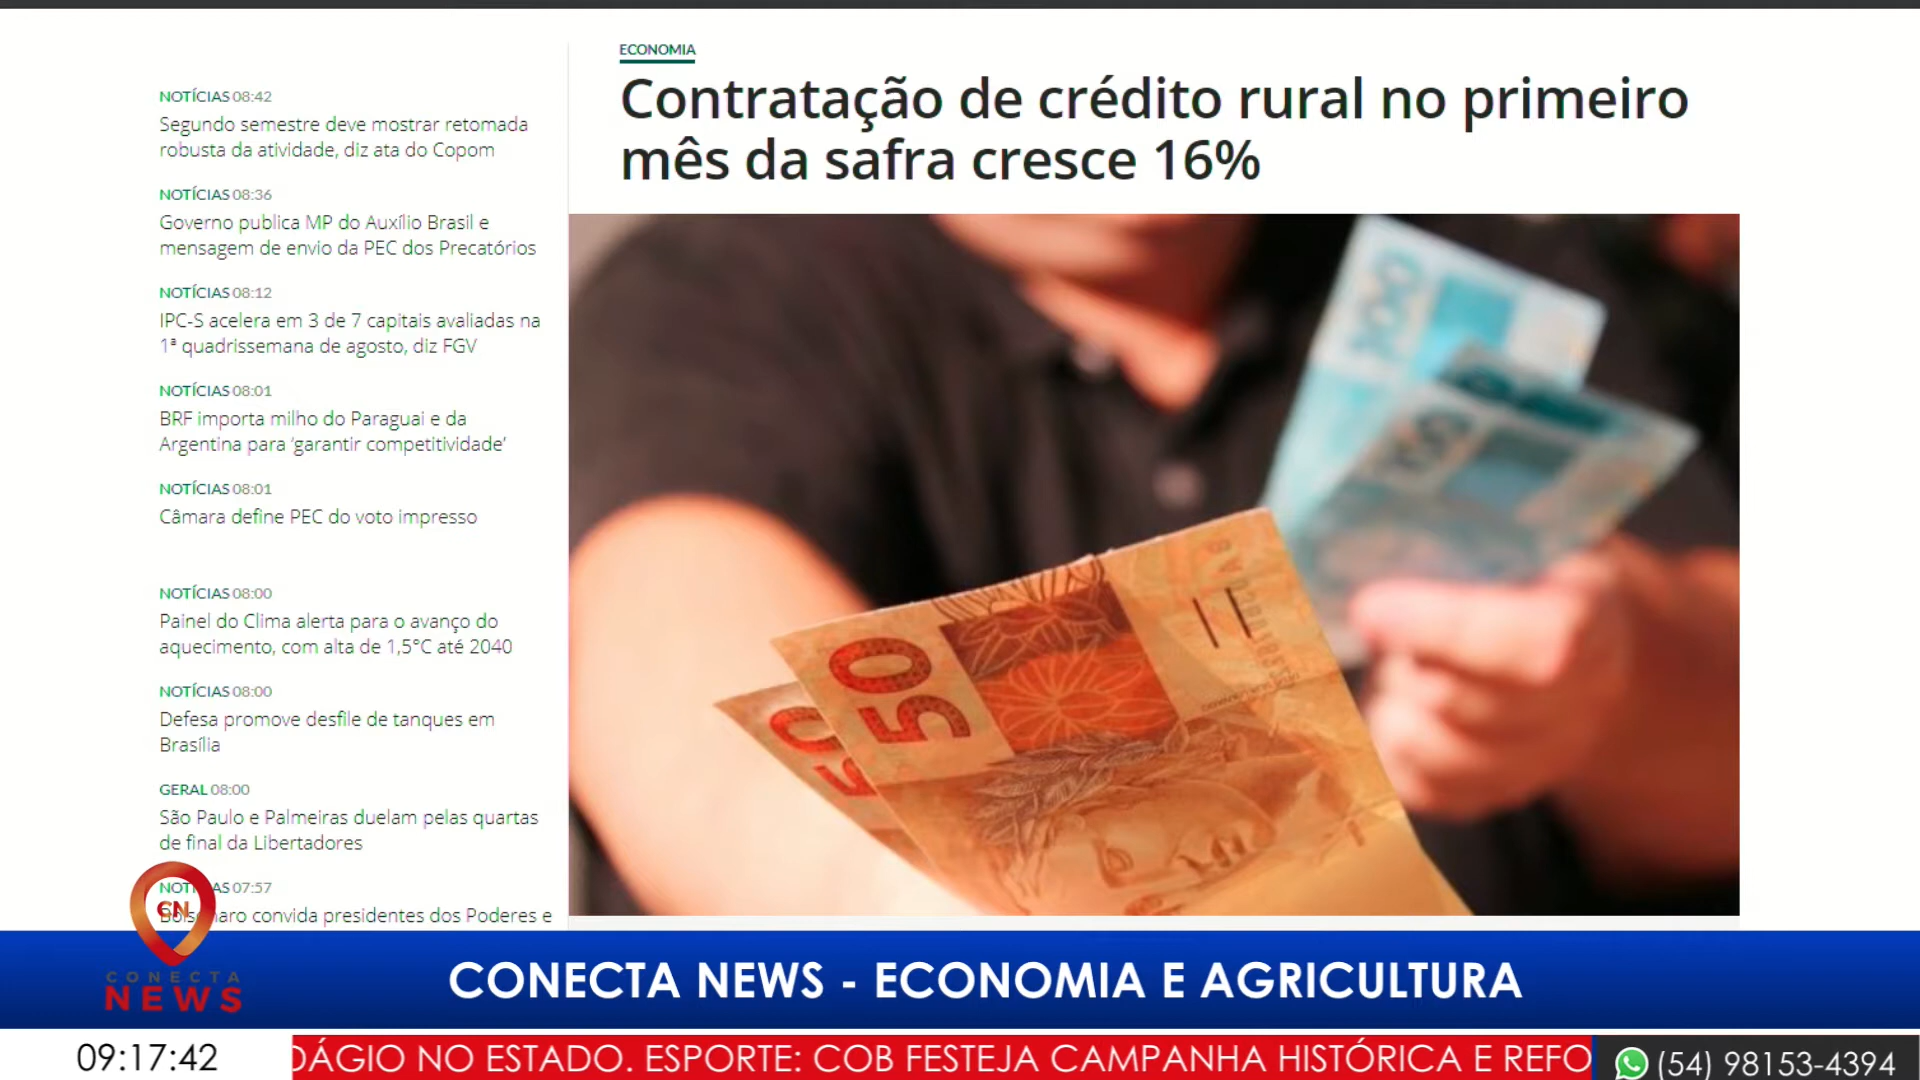 ECONOMIA
Contratação de crédito rural no primeiro
mês da safra cresce 16%
NOTÍCIAS 08:42
Segundo semestre deve mostrar retomada
robusta da atividade, diz ata do Copom
NOTÍCIAS 08:36
Governo publica MP do Auxílio Brasil e
mensagem de envio da PEC dos Precatórios
NOTÍCIAS 08:12
IPC-S acelera em 3 de 7 capitais avaliadas na
1ª quadrissemana de agosto, diz FGV
NOTÍCIAS 08:01
BRF importa milho do Paraguai e da
Argentina para ‘garantir competitividade’
NOTÍCIAS 08:01
Câmara define PEC do voto impresso
NOTÍCIAS 08:00
Painel do Clima alerta para o avanço do
aquecimento, com alta de 1,5°C até 2040
NOTÍCIAS 08:00
Defesa promove desfile de tanques em
Brasília
GERAL 08:00
São Paulo e Palmeiras duelam pelas quartas
de final da Libertadores
07:57
convida presidentes dos Poderes e
50
50
CN
CONECTA
NEWS
CONECTA NEWS - ECONOMIA E AGRICULTURA
09:17:42
DÁGIO NO ESTADO. ESPORTE: COB FESTEJA CAMPANHA HISTÓRICA E REFO
(54) 98153-4394